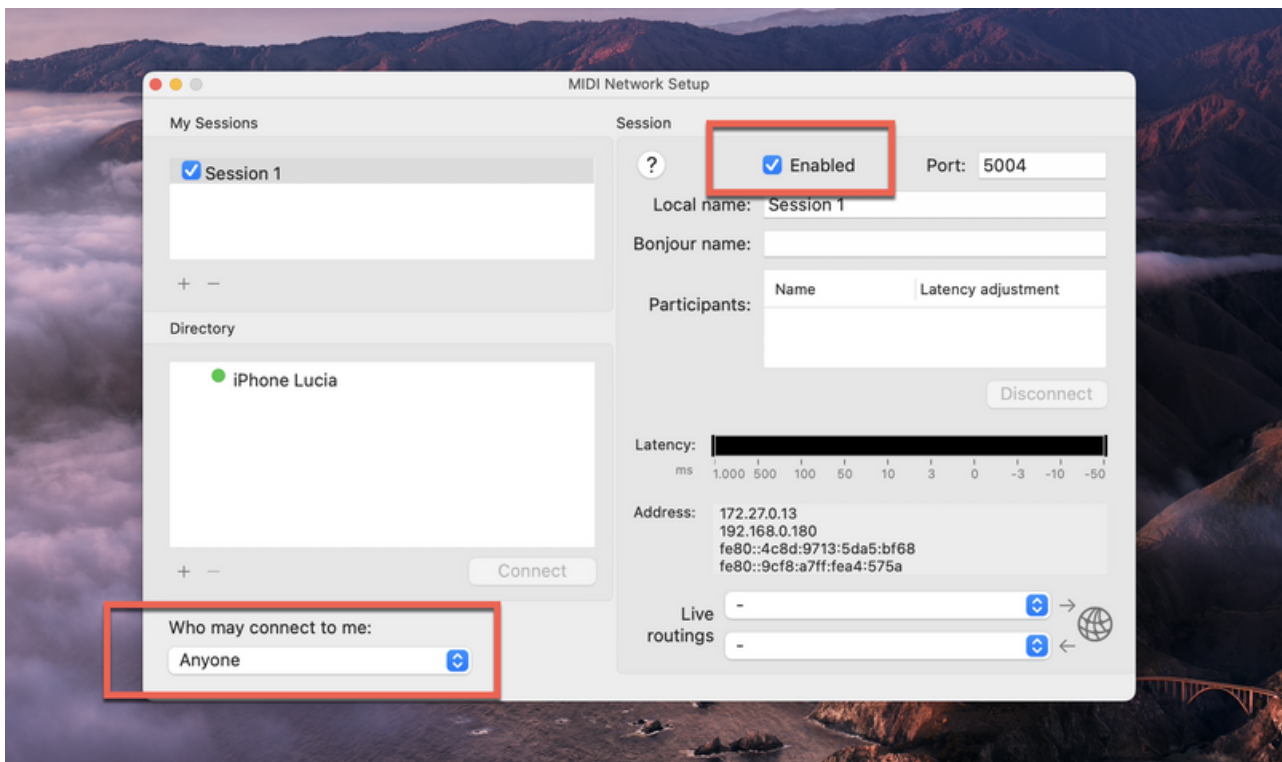 MIDI Network Setup
My Sessions
Session 1
+ −
Directory
iPhone Lucia
+ −
Connect
Who may connect to me:
Anyone
Session
? Enabled Port: 5004
Local name: Session 1
Bonjour name:
Participants:
Name Latency adjustment
Disconnect
Latency:
ms 1.000 500 100 50 10 3 0 -3 -10 -50
Address: 172.27.0.13
192.168.0.180
fe80::4c8d:9713:5da5:bf68
fe80::9cf8:a7ff:fea4:575a
Live - →
routings - ←